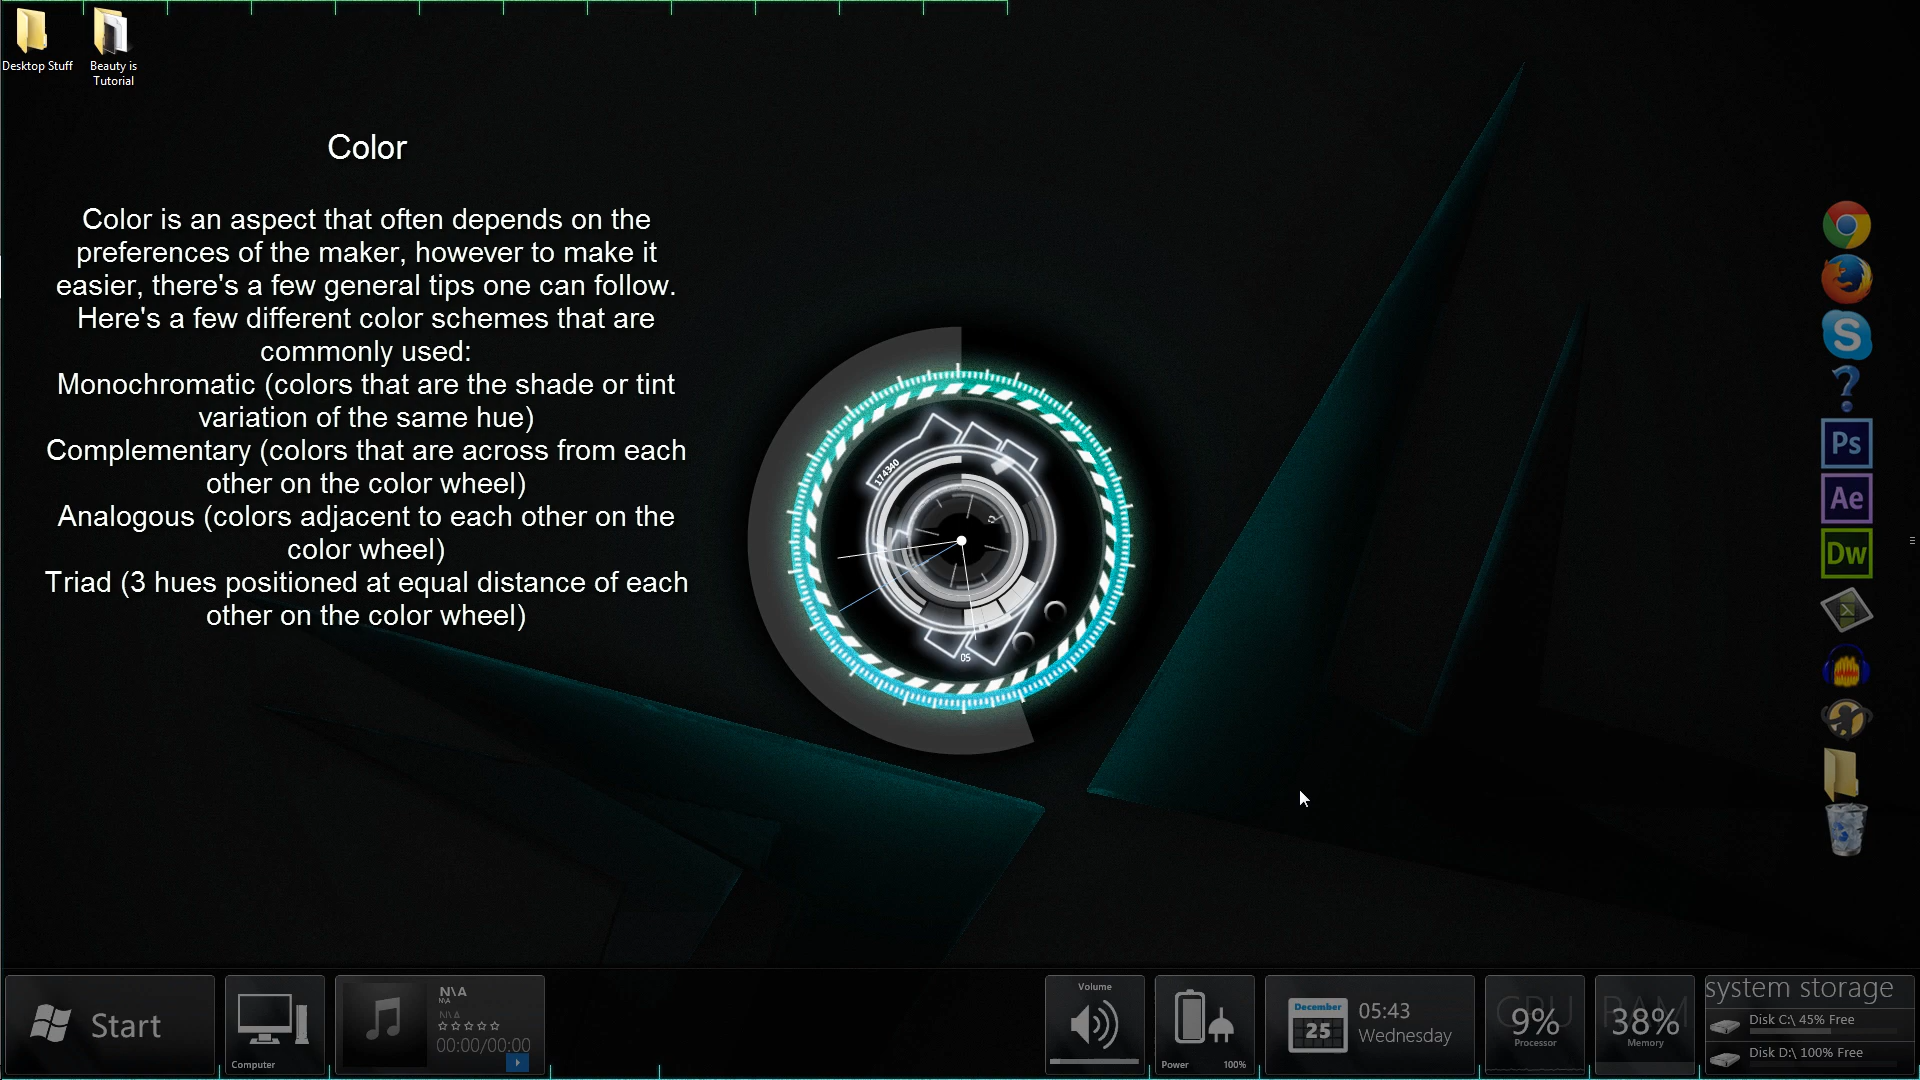 Desktop Stuff
Beauty is
Tutorial
Color
Color is an aspect that often depends on the
preferences of the maker, however to make it
easier, there's a few general tips one can follow.
Here's a few different color schemes that are
commonly used:
Monochromatic (colors that are the shade or tint
variation of the same hue)
Complementary (colors that are across from each
other on the color wheel)
Analogous (colors adjacent to each other on the
color wheel)
Triad (3 hues positioned at equal distance of each
other on the color wheel)
174340
05
S
?
Ps
Ae
Dw
Start
Computer
N\A
N\A
N\A
00:00/00:00
Volume
Power 100%
December
25
05:43
Wednesday
CPU
9%
Processor
RAM
38%
Memory
system storage
Disk C:\ 45% Free
Disk D:\ 100% Free